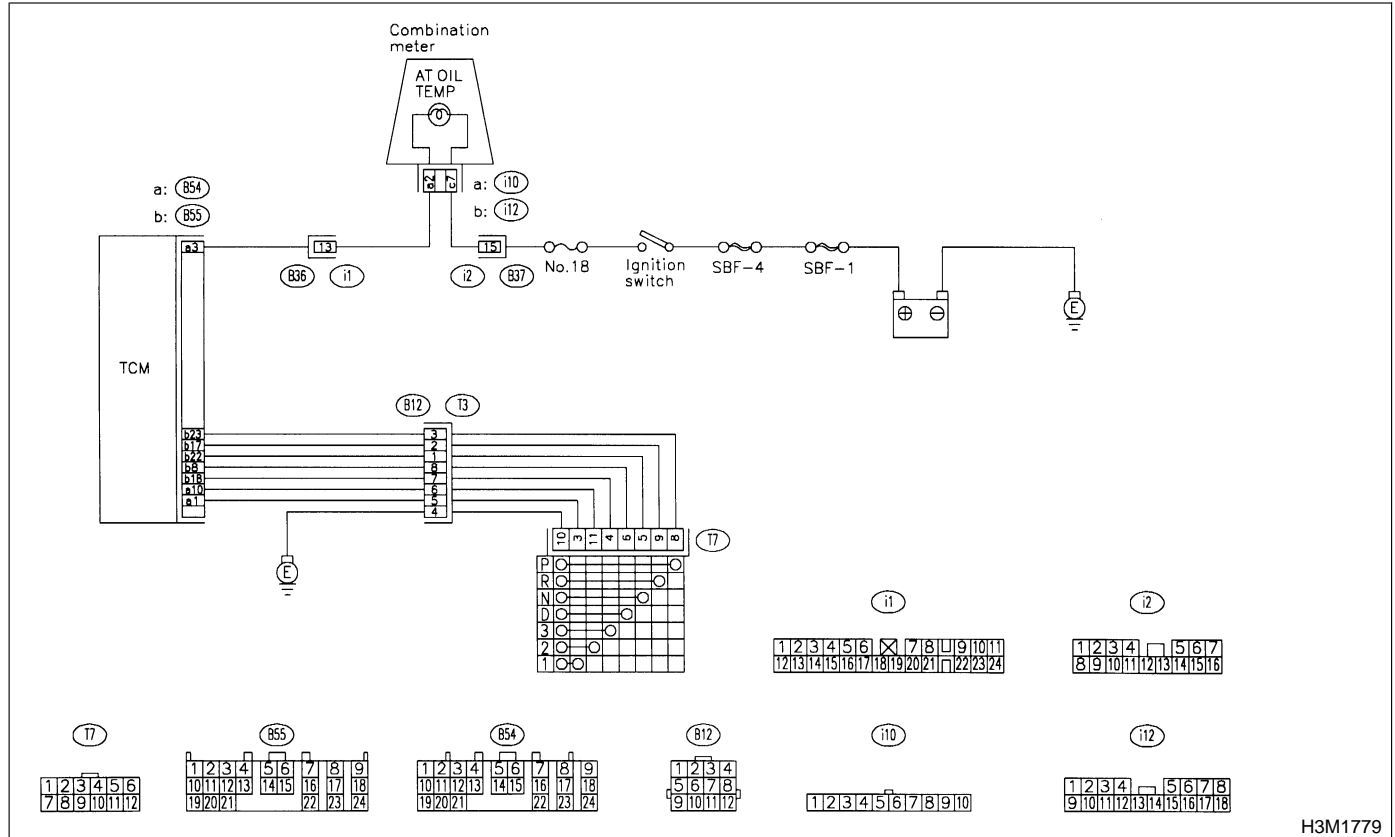 Combination
meter
AT OIL
TEMP
a2 c7
a: B54
b: B55
a: i10
b: i12
a3
13
15
B36 i1
i2 B37
No.18
Ignition
switch
SBF-4
SBF-1
⊕ ⊖
E
TCM
B12 T3
b23 3
b17 2
b22 1
b8 8
b18 7
a10 6
a1 5
4
E
10 3 11 4 6 5 9 8
T7
P
R
N
D
3
2
1
i1
1 2 3 4 5 6 7 8 9 10 11
12 13 14 15 16 17 18 19 20 21 22 23 24
i2
1 2 3 4 5 6 7
8 9 10 11 12 13 14 15 16
T7
1 2 3 4 5 6
7 8 9 10 11 12
B55
1 2 3 4 5 6 7 8 9
10 11 12 13 14 15 16 17 18
19 20 21 22 23 24
B54
1 2 3 4 5 6 7 8 9
10 11 12 13 14 15 16 17 18
19 20 21 22 23 24
B12
1 2 3 4
5 6 7 8
9 10 11 12
i10
1 2 3 4 5 6 7 8 9 10
i12
1 2 3 4 5 6 7 8
9 10 11 12 13 14 15 16 17 18
H3M1779